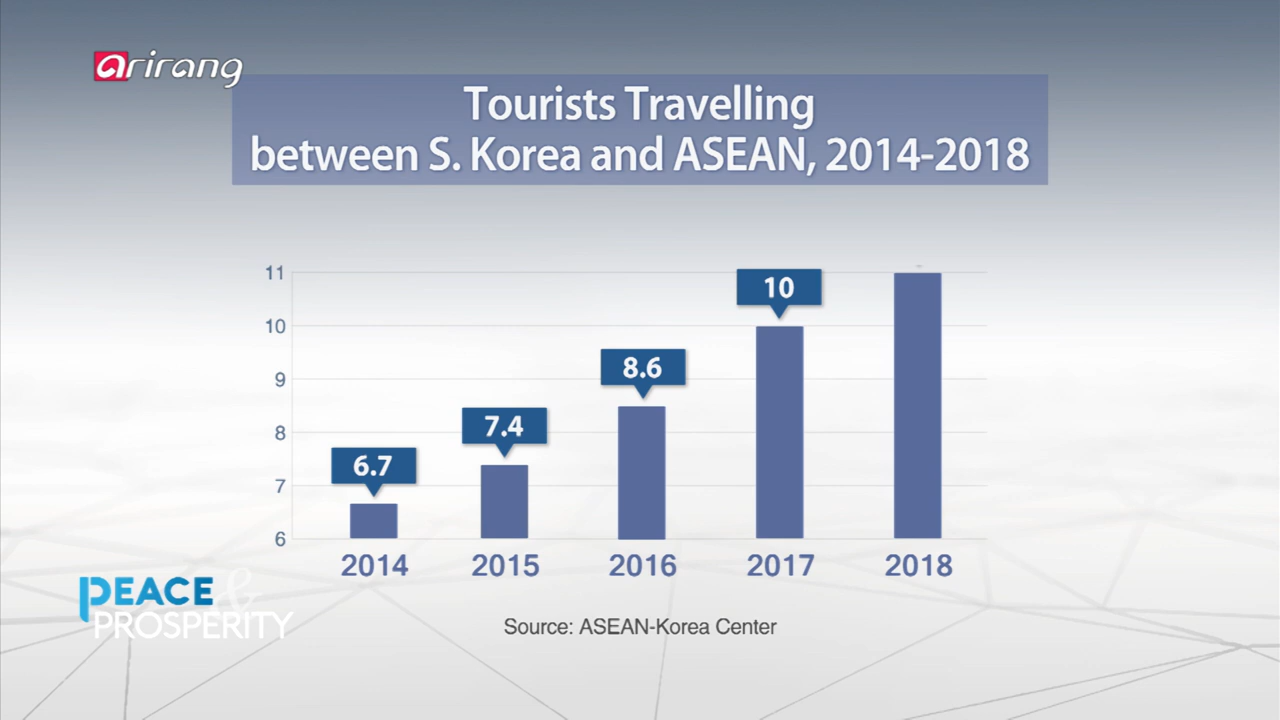 arirang
Tourists Travelling
between S. Korea and ASEAN, 2014-2018
11
10
9
8
7
6
6.7
7.4
8.6
10
2014
2015
2016
2017
2018
PEACE &
PROSPERITY
Source: ASEAN-Korea Center